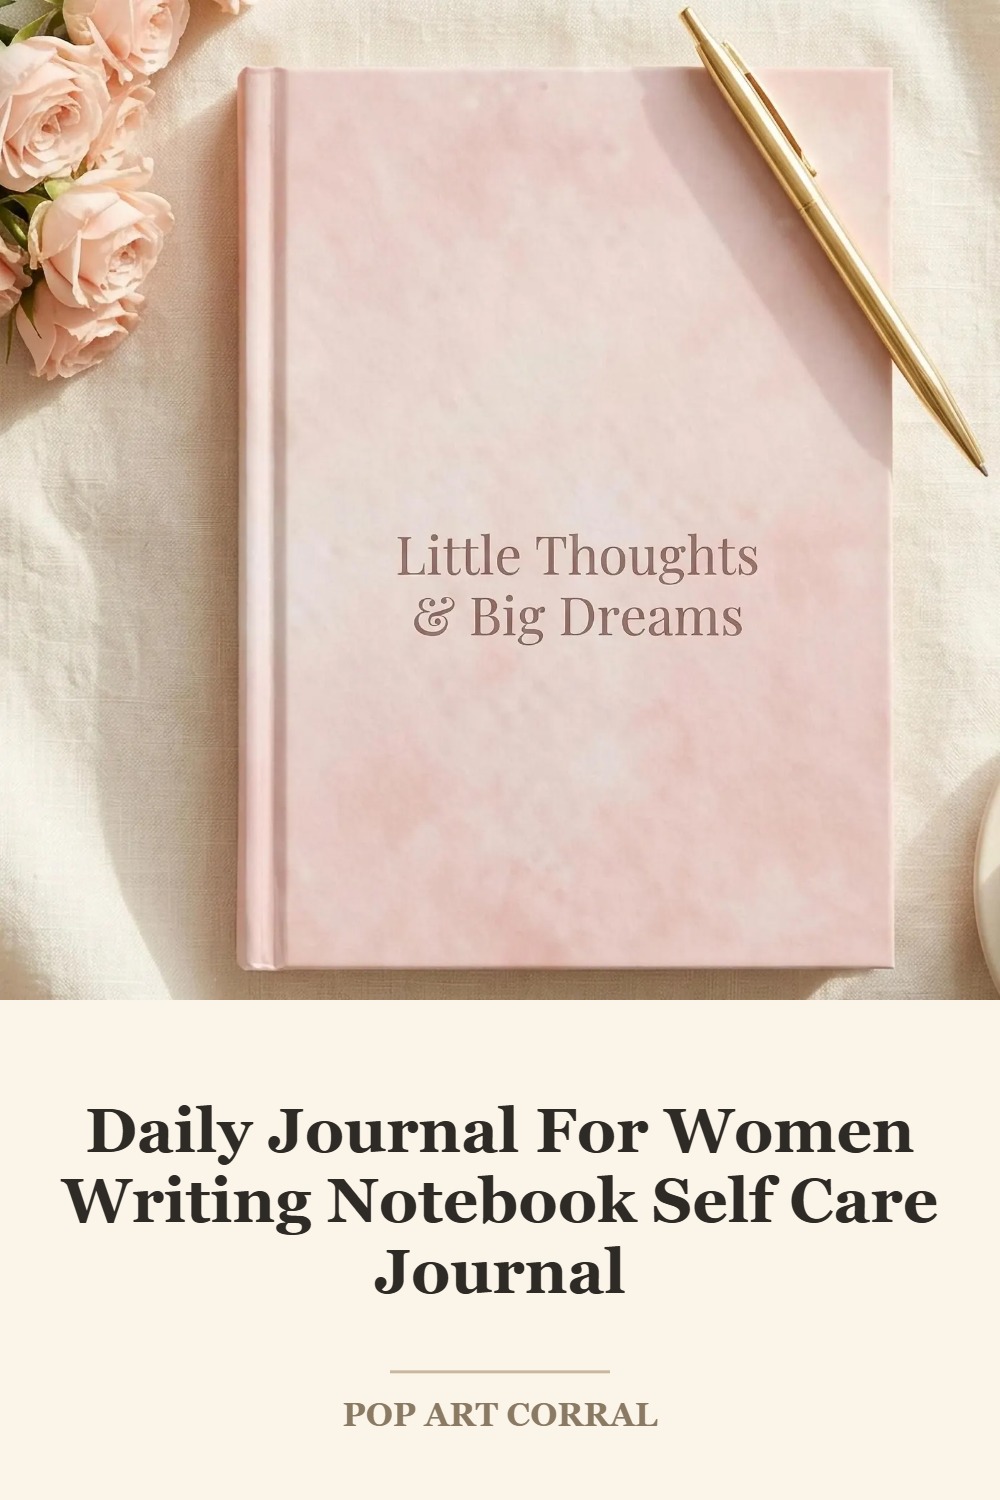 Little Thoughts
& Big Dreams
Daily Journal For Women
Writing Notebook Self Care
Journal
POP ART CORRAL